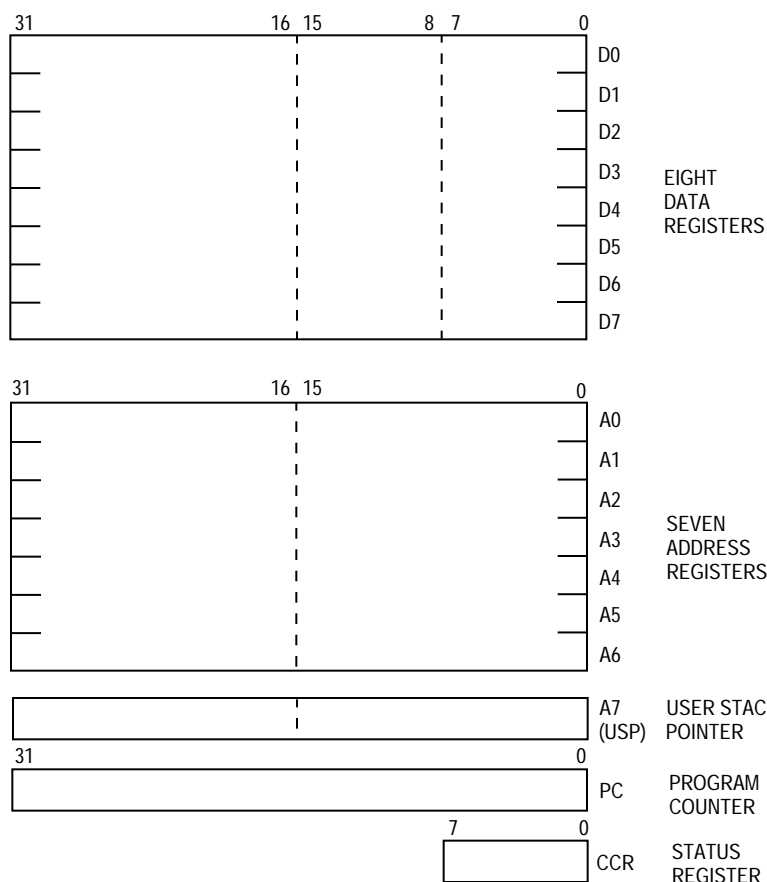 31 16 15 8 7 0
D0
D1
D2
D3
D4
D5
D6
D7
EIGHT
DATA
REGISTERS
31 16 15 0
A0
A1
A2
A3
A4
A5
A6
SEVEN
ADDRESS
REGISTERS
A7
(USP)
USER STAC
POINTER
31 0
PC
PROGRAM
COUNTER
7 0
CCR
STATUS
REGISTER